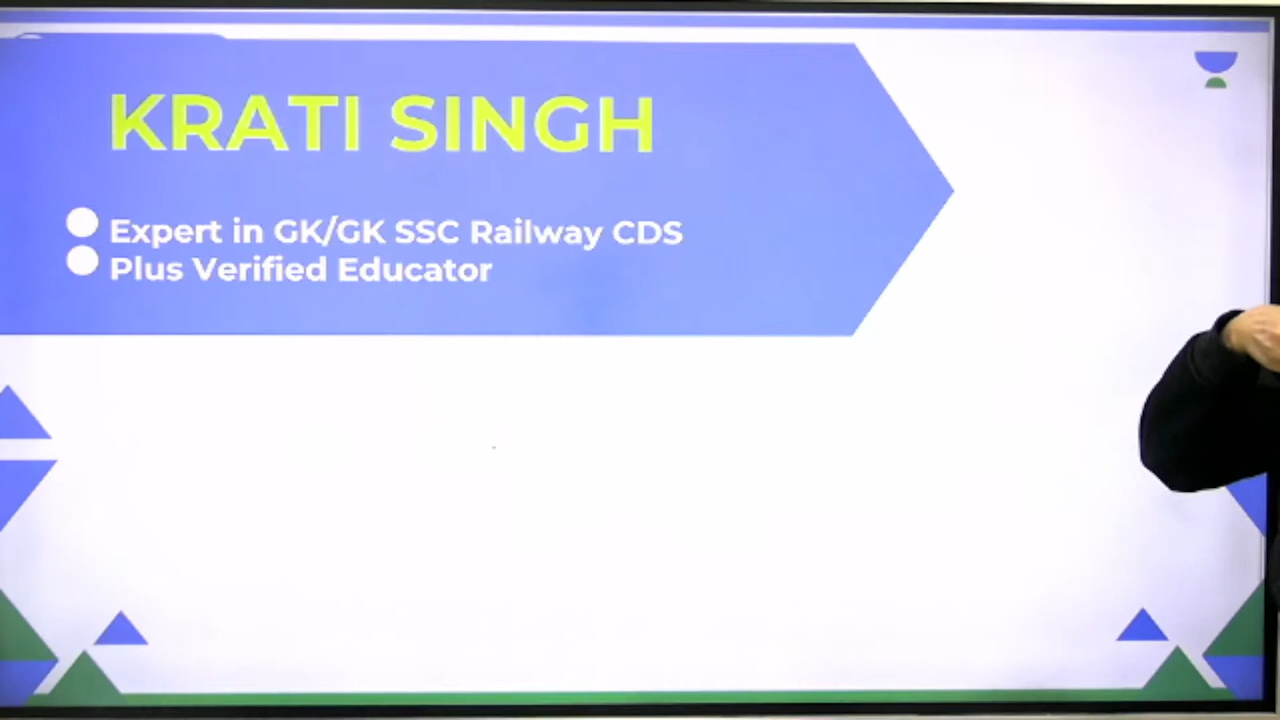 KRATI SINGH
Expert in GK/GK SSC Railway CDS
Plus Verified Educator